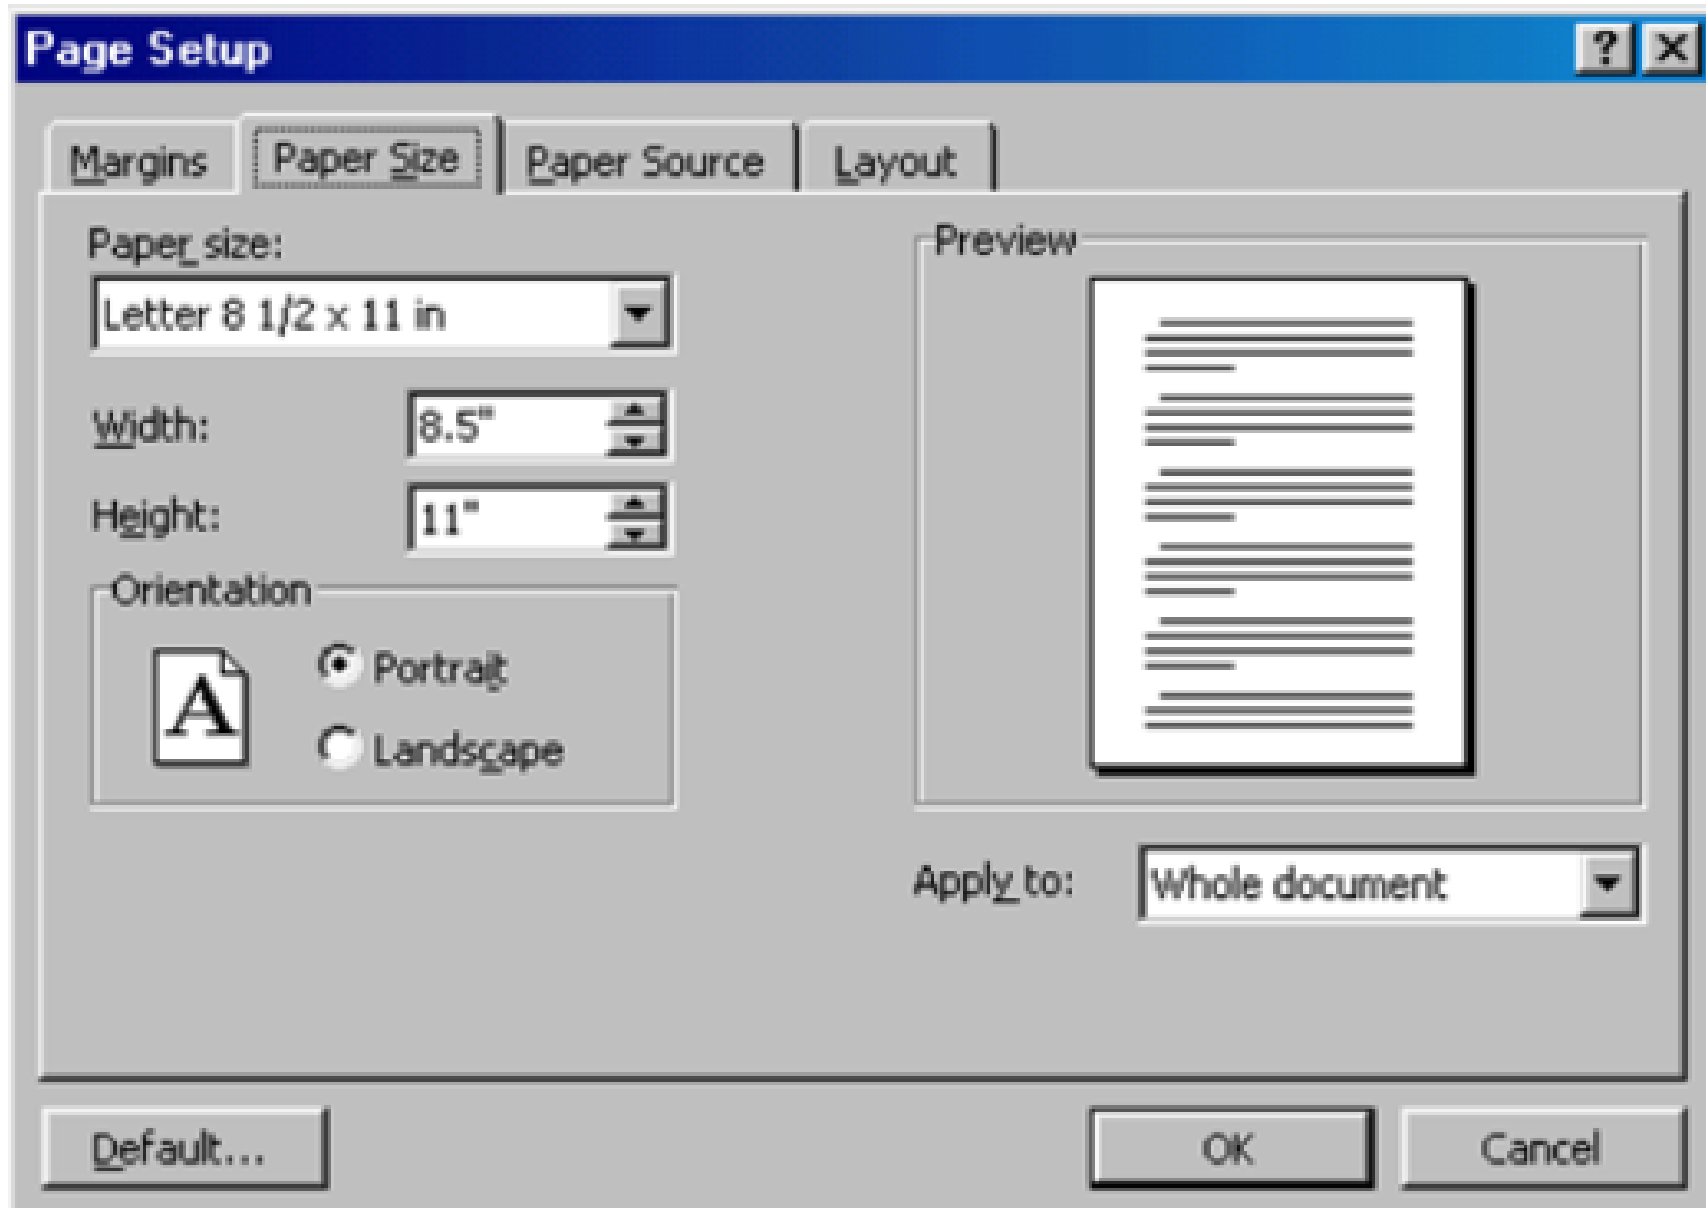 Page Setup
Margins
Paper Size
Paper Source
Layout
Paper size:
Letter 8 1/2 x 11 in
Width:
8.5"
Height:
11"
Orientation
A
Portrait
Landscape
Preview
Apply to:
Whole document
Default...
OK
Cancel